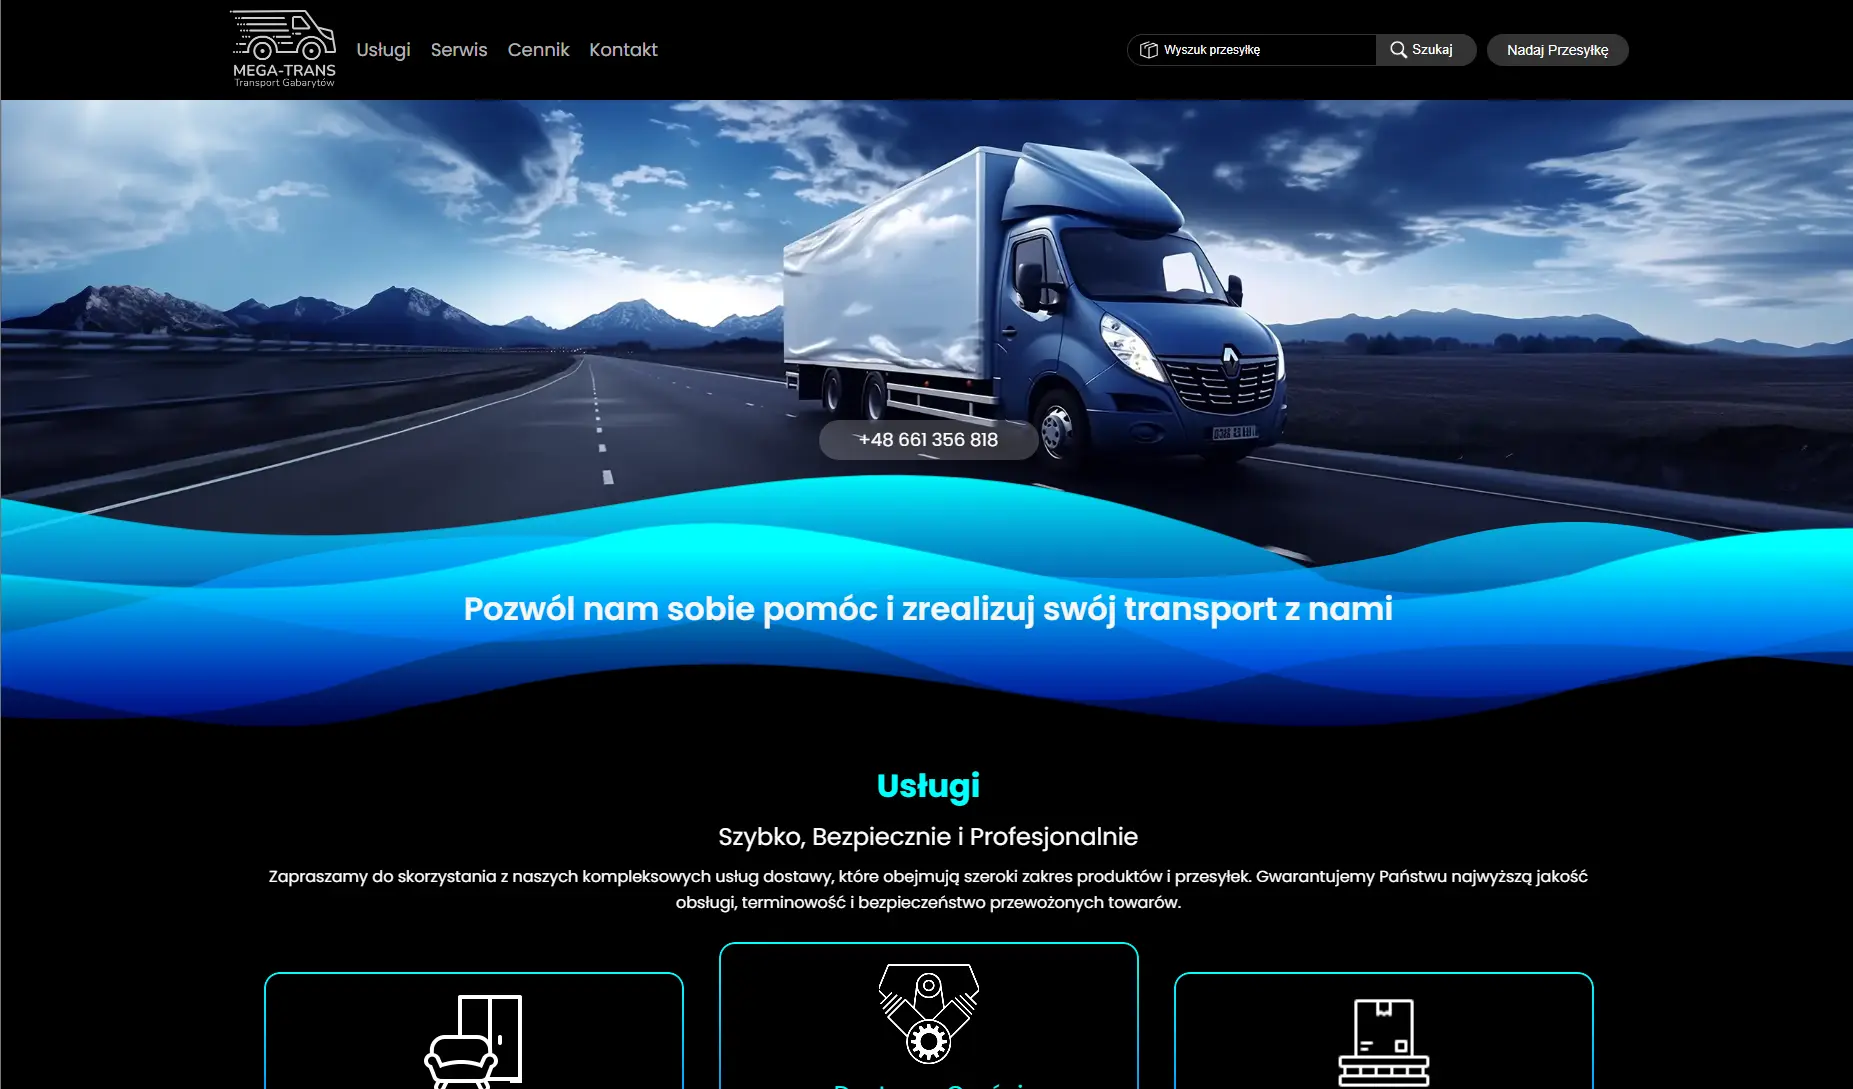 MEGA-TRANS
Transport Gabarytów
Usługi Serwis Cennik Kontakt
Wyszuk przesyłkę
Szukaj
Nadaj Przesyłkę
+48 661 356 818
Pozwól nam sobie pomóc i zrealizuj swój transport z nami
Usługi
Szybko, Bezpiecznie i Profesjonalnie
Zapraszamy do skorzystania z naszych kompleksowych usług dostawy, które obejmują szeroki zakres produktów i przesyłek. Gwarantujemy Państwu najwyższą jakość
obsługi, terminowość i bezpieczeństwo przewożonych towarów.